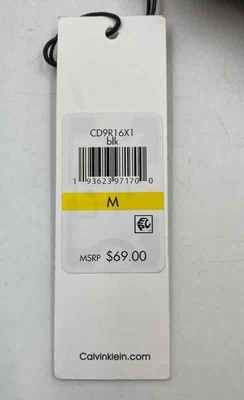 CD9R16X1
blk
1 93623 97170 0
M
MSRP $69.00
Calvinklein.com